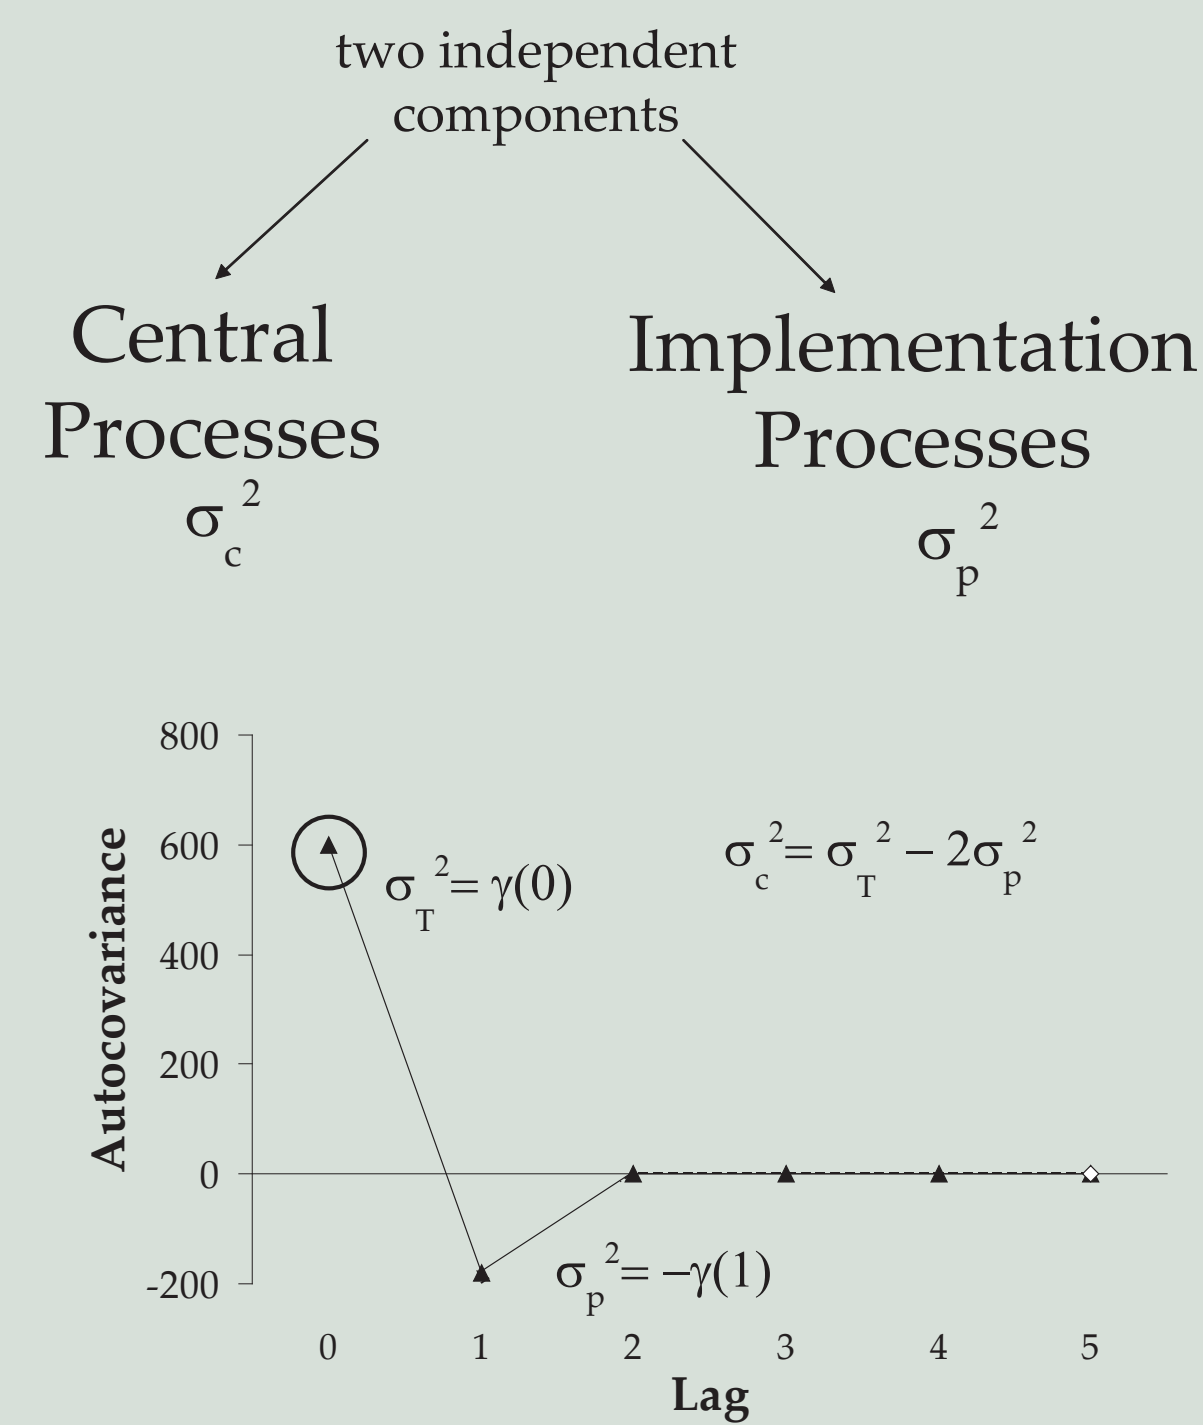 two independent
components
Central
Processes
σc²
Implementation
Processes
σp²
800
600
400
200
0
-200
Autocovariance
σT² = γ(0)
σc² = σT² − 2σp²
σp² = −γ(1)
0 1 2 3 4 5
Lag